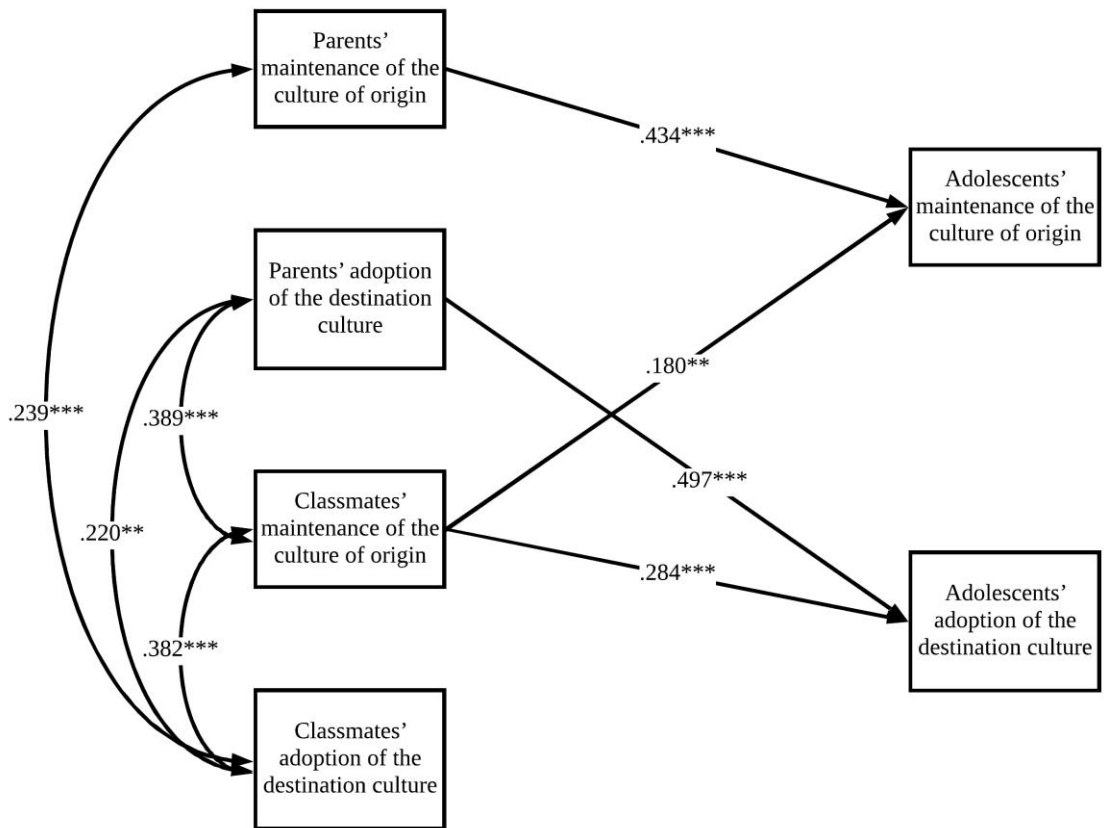 Parents’
maintenance of the
culture of origin
.434***
Adolescents’
maintenance of the
culture of origin
Parents’ adoption
of the destination
culture
.180**
.239***
.389***
.497***
Classmates’
maintenance of the
culture of origin
.220**
.284***
Adolescents’
adoption of the
destination culture
.382***
Classmates’
adoption of the
destination culture